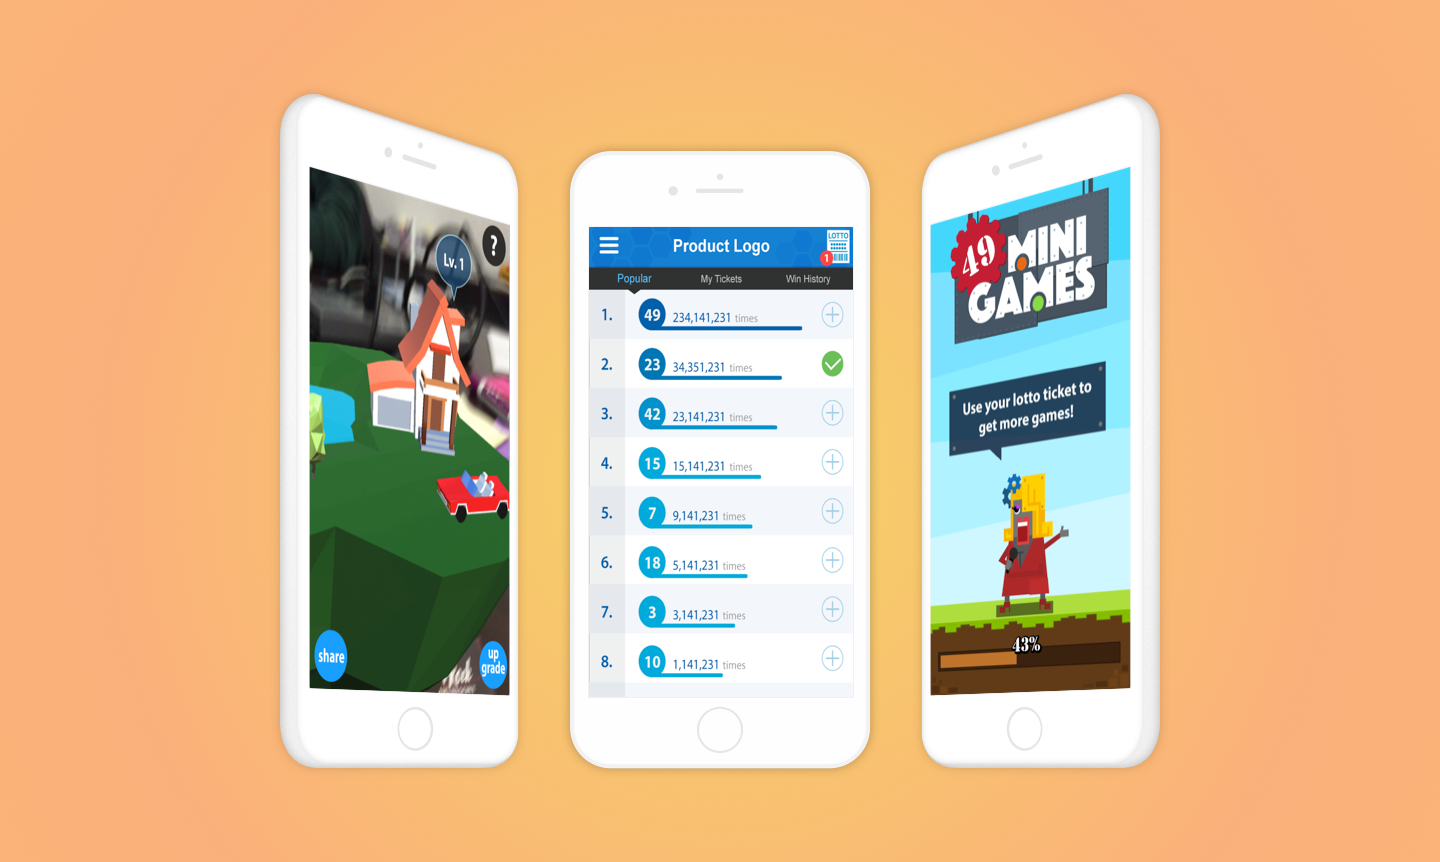 ?
Lv. 1
share
up
grade
Product Logo
LOTTO
1
Popular
My Tickets
Win History
1.
49
234,141,231 times
2.
23
34,351,231 times
3.
42
23,141,231 times
4.
15
15,141,231 times
5.
7
9,141,231 times
6.
18
5,141,231 times
7.
3
3,141,231 times
8.
10
1,141,231 times
49
MINI
GAMES
Use your lotto ticket to
get more games!
43%